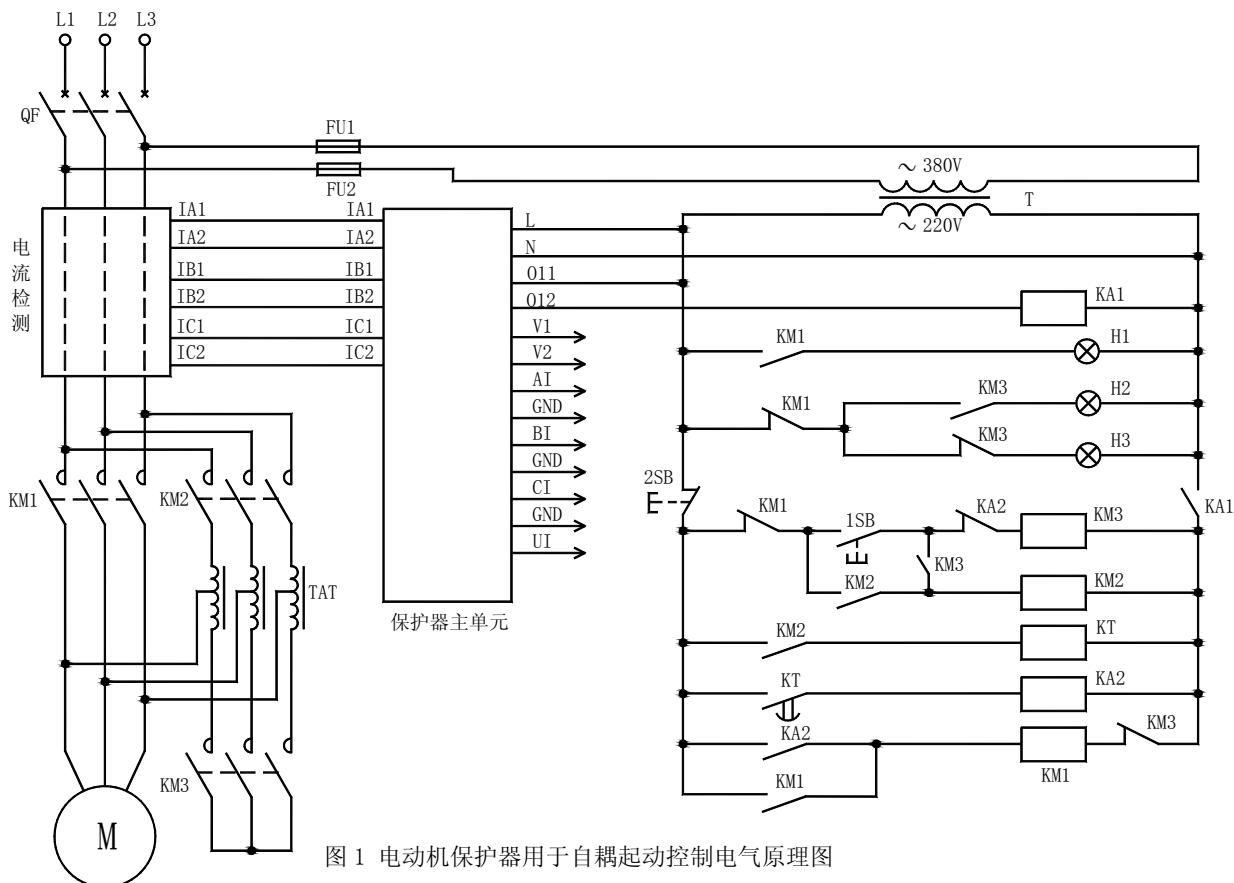 L1 L2 L3
QF
FU1
FU2
～380V
T
～220V
电流检测
IA1 IA1
IA2 IA2
IB1 IB1
IB2 IB2
IC1 IC1
IC2 IC2
L
N
O11
O12
V1
V2
AI
GND
BI
GND
CI
GND
UI
保护器主单元
KA1
KM1 H1
KM1 KM3 H2
KM3 H3
2SB
KA1
KM1 1SB KA2 KM3
KM3
KM2 KM2
KM2 KT
KT KA2
KA2 KM3
KM1
KM1
KM1 KM2
TAT
KM3
M
图1 电动机保护器用于自耦起动控制电气原理图